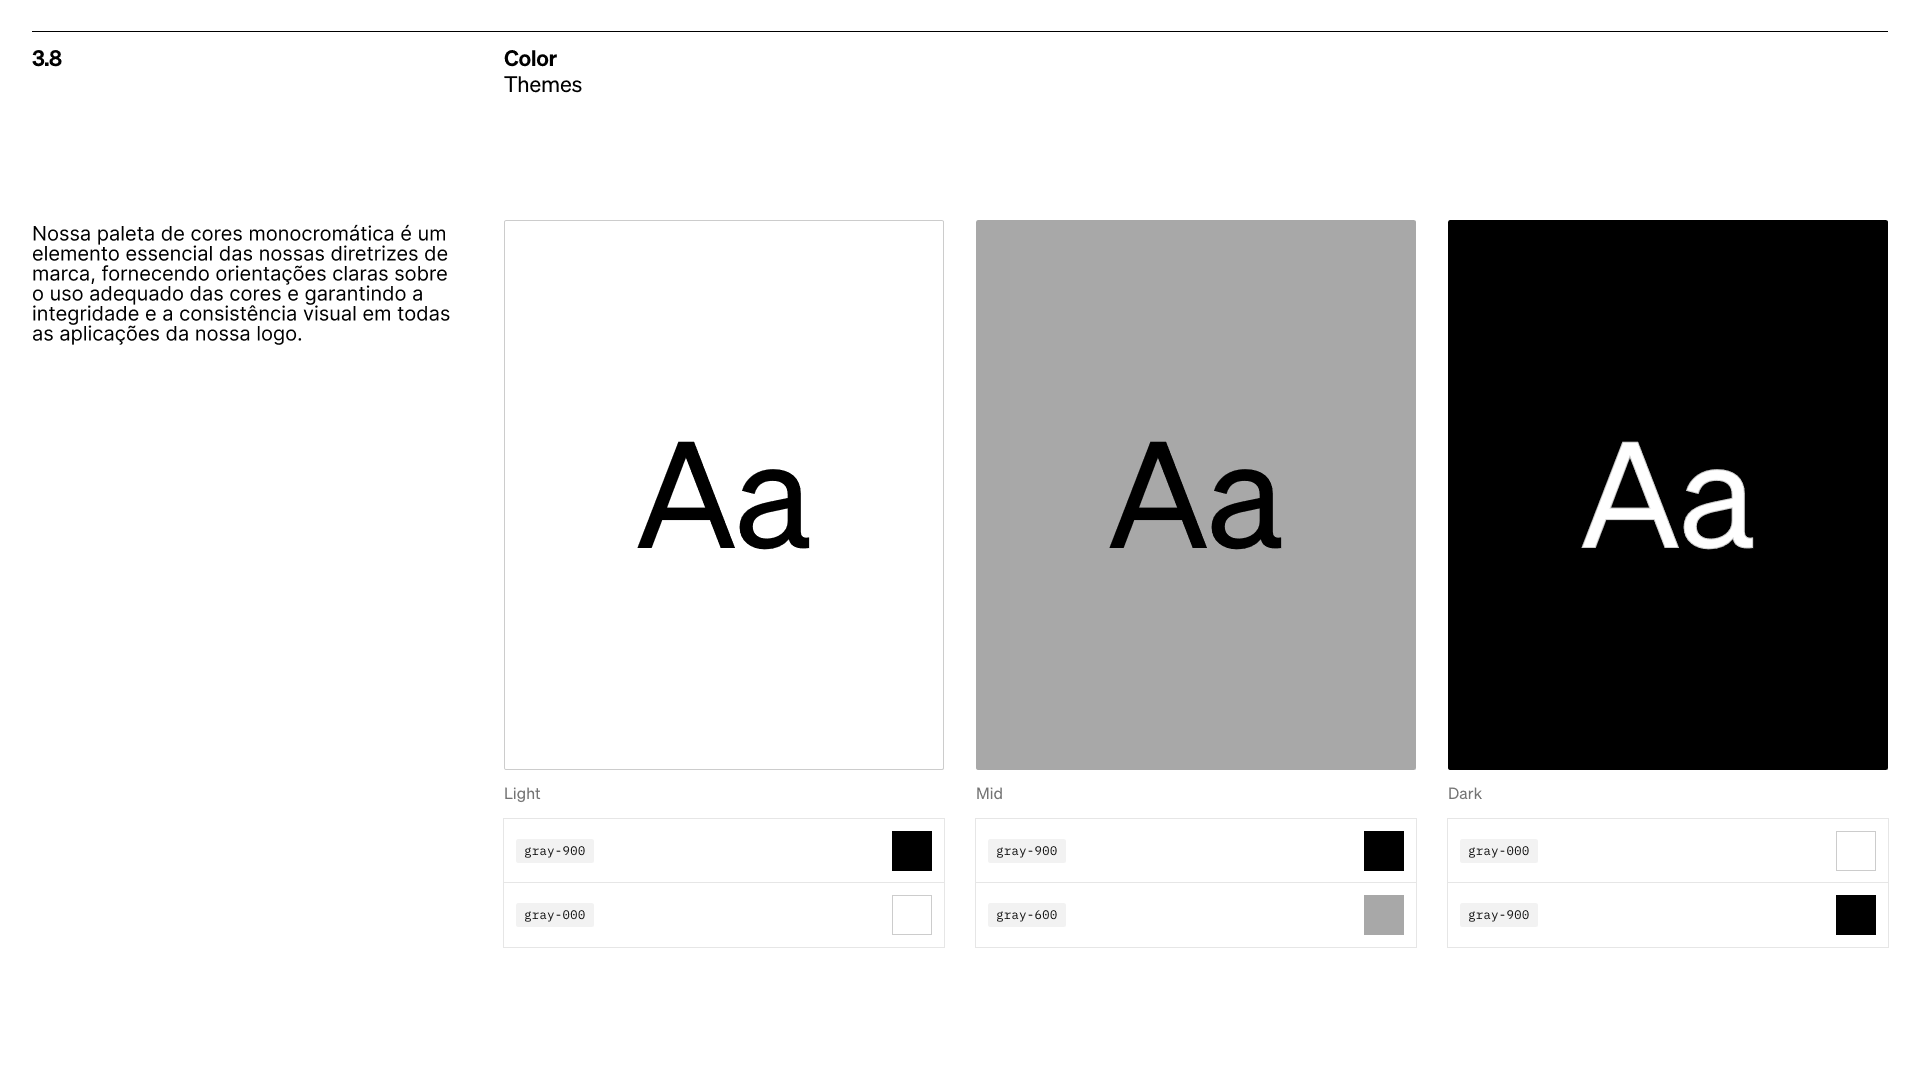 3.8
Color
Themes
Nossa paleta de cores monocromática é um
elemento essencial das nossas diretrizes de
marca, fornecendo orientações claras sobre
o uso adequado das cores e garantindo a
integridade e a consistência visual em todas
as aplicações da nossa logo.
Aa
Aa
Aa
Light
Mid
Dark
gray-900
gray-000
gray-900
gray-600
gray-000
gray-900